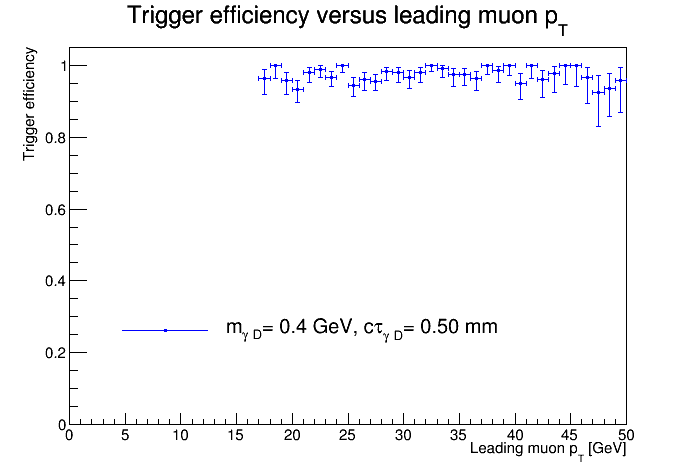 Trigger efficiency versus leading muon p_T
Trigger efficiency
1
0.8
0.6
0.4
0.2
0
m_γ D= 0.4 GeV, cτ_γ D= 0.50 mm
0 5 10 15 20 25 30 35 40 45 50
Leading muon p_T [GeV]